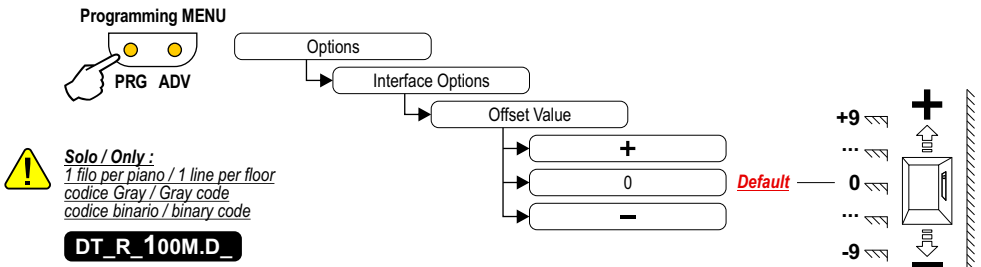 Programming MENU
PRG ADV
Options
Interface Options
Offset Value
+
0
Default
−
+9
...
0
...
-9
+
−
Solo / Only :
1 filo per piano / 1 line per floor
codice Gray / Gray code
codice binario / binary code
DT_R_100M.D_